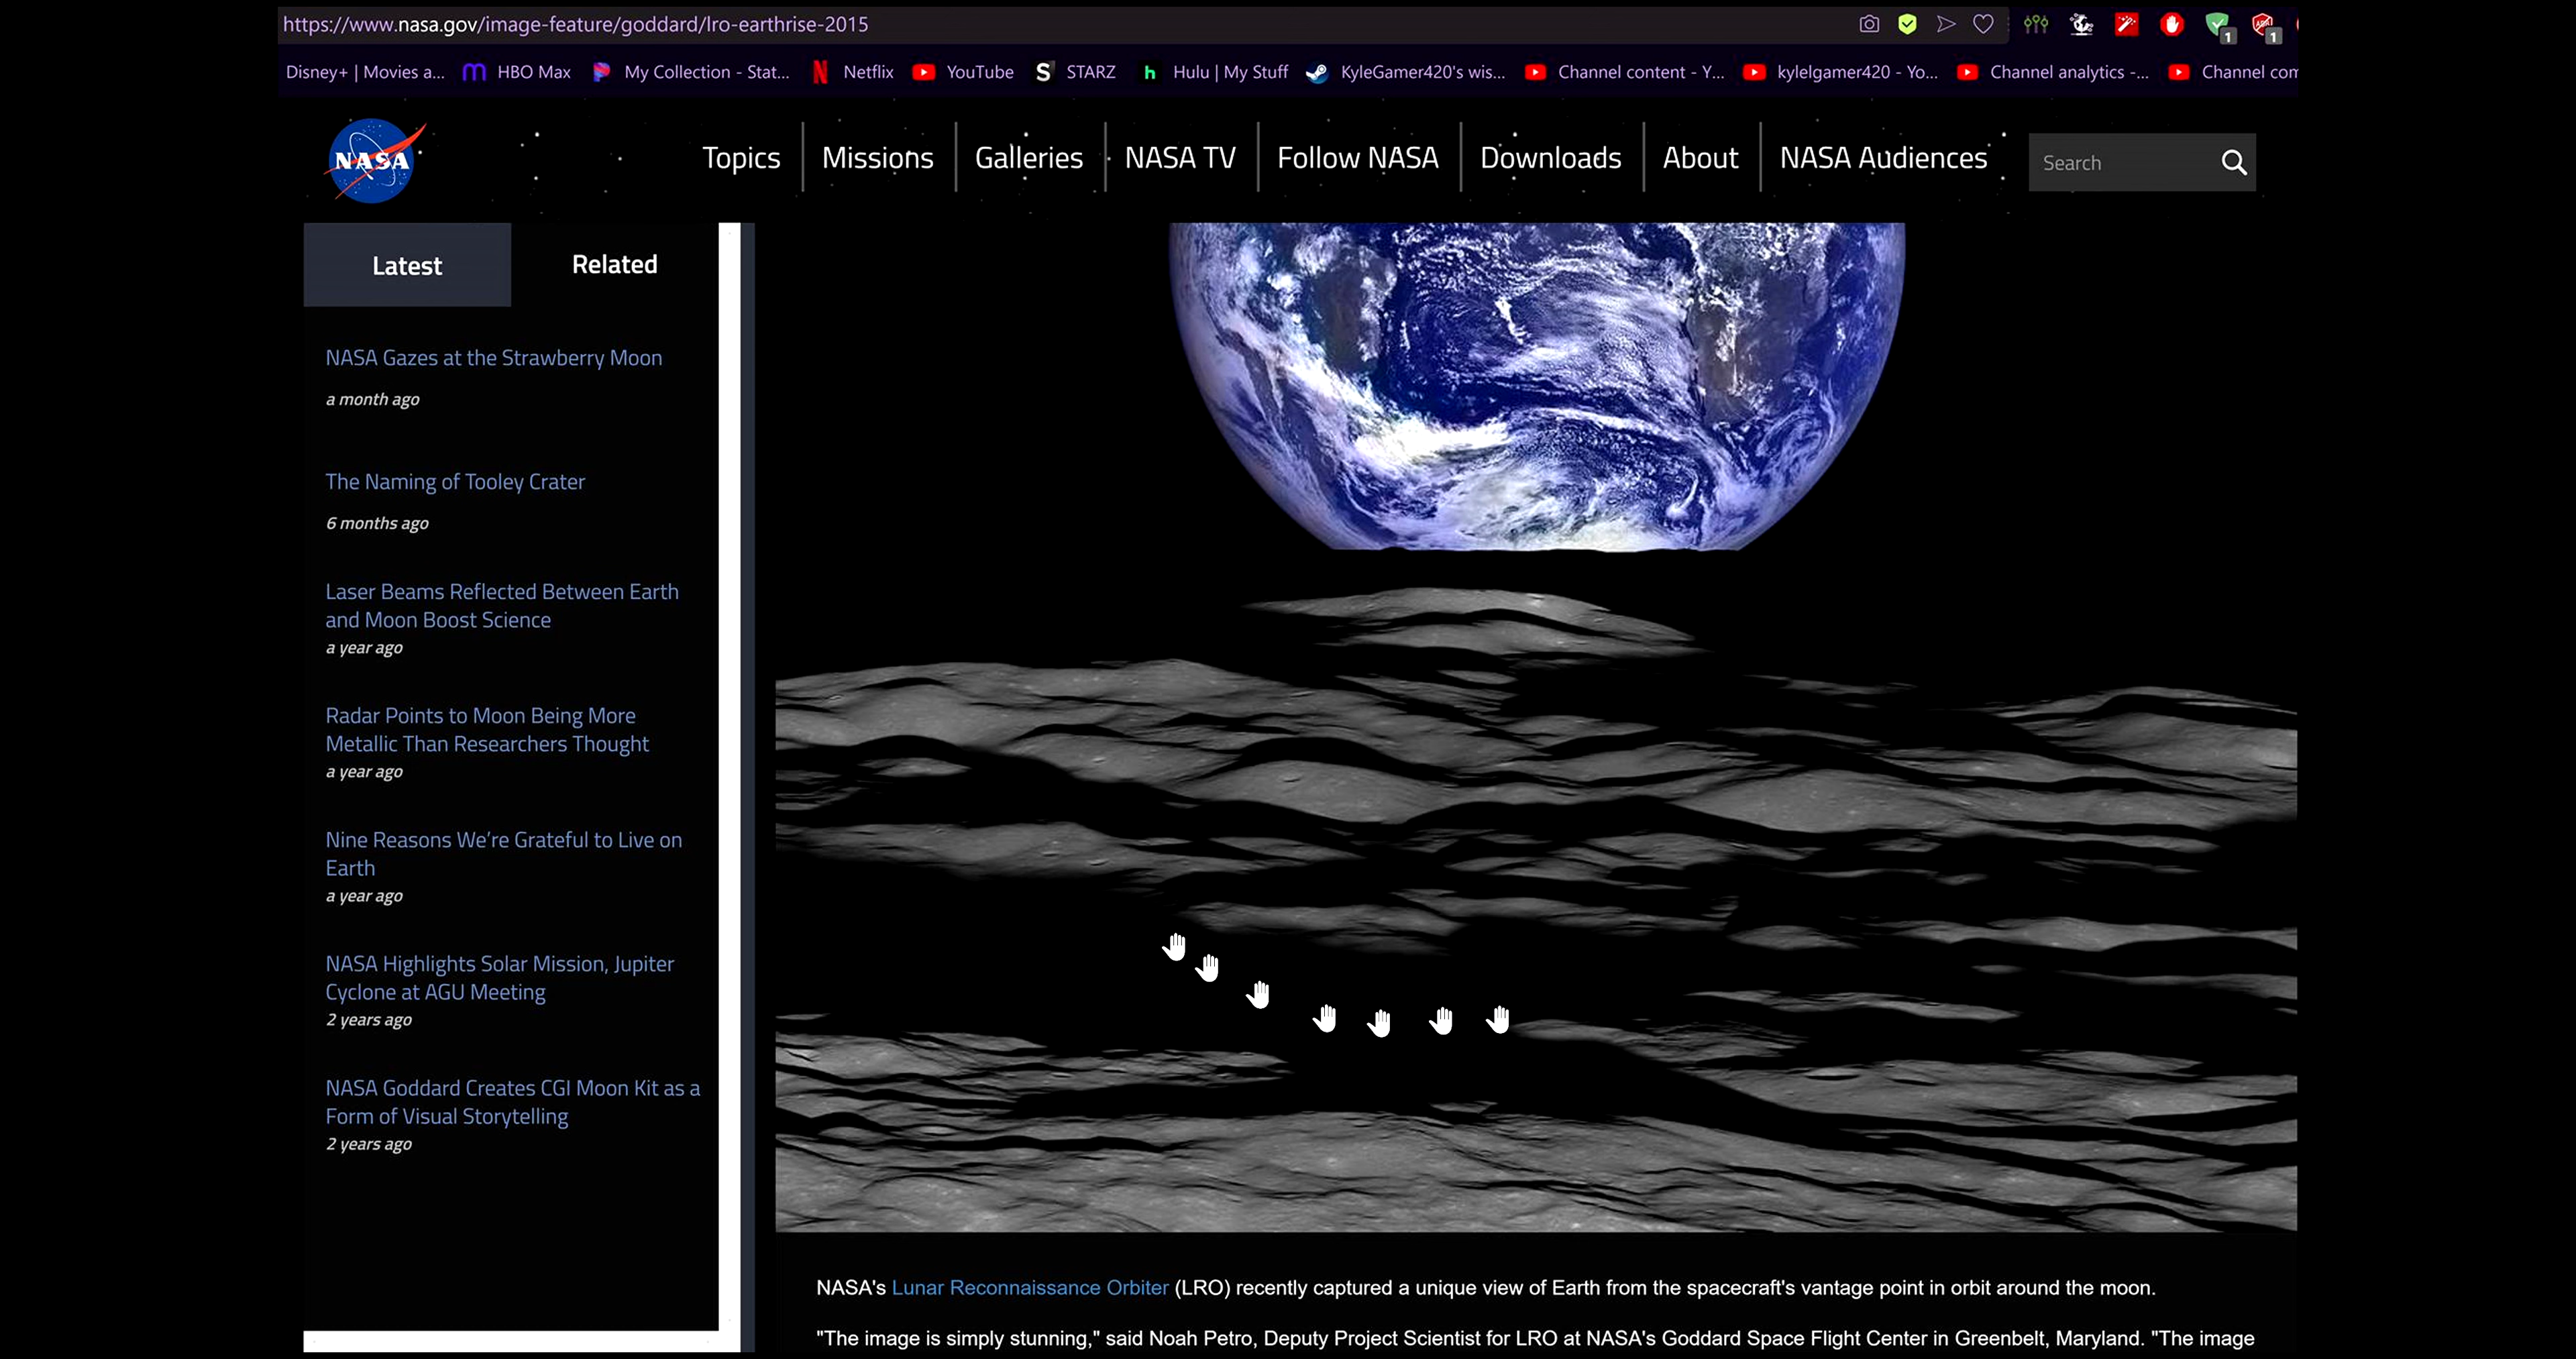 https://www.nasa.gov/image-feature/goddard/lro-earthrise-2015
1
1
Disney+ | Movies a...
HBO Max
My Collection - Stat...
Netflix
YouTube
STARZ
Hulu | My Stuff
KyleGamer420's wis...
Channel content - Y...
kylelgamer420 - Yo...
Channel analytics -...
Channel com
NASA
Topics
Missions
Galleries
NASA TV
Follow NASA
Downloads
About
NASA Audiences
Search
Latest
Related
NASA Gazes at the Strawberry Moon
a month ago
The Naming of Tooley Crater
6 months ago
Laser Beams Reflected Between Earth
and Moon Boost Science
a year ago
Radar Points to Moon Being More
Metallic Than Researchers Thought
a year ago
Nine Reasons We’re Grateful to Live on
Earth
a year ago
NASA Highlights Solar Mission, Jupiter
Cyclone at AGU Meeting
2 years ago
NASA Goddard Creates CGI Moon Kit as a
Form of Visual Storytelling
2 years ago
NASA's Lunar Reconnaissance Orbiter (LRO) recently captured a unique view of Earth from the spacecraft's vantage point in orbit around the moon.
"The image is simply stunning," said Noah Petro, Deputy Project Scientist for LRO at NASA's Goddard Space Flight Center in Greenbelt, Maryland. "The image